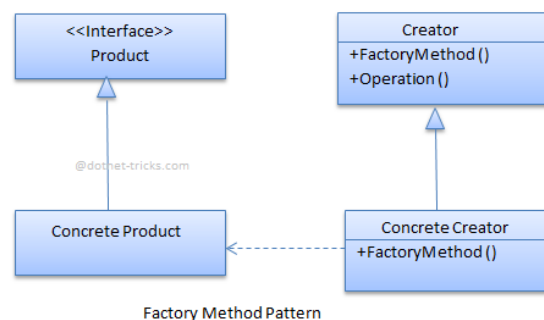 <<Interface>>
Product
Creator
+FactoryMethod()
+Operation()
@dotnet-tricks.com
Concrete Product
Concrete Creator
+FactoryMethod()
Factory Method Pattern